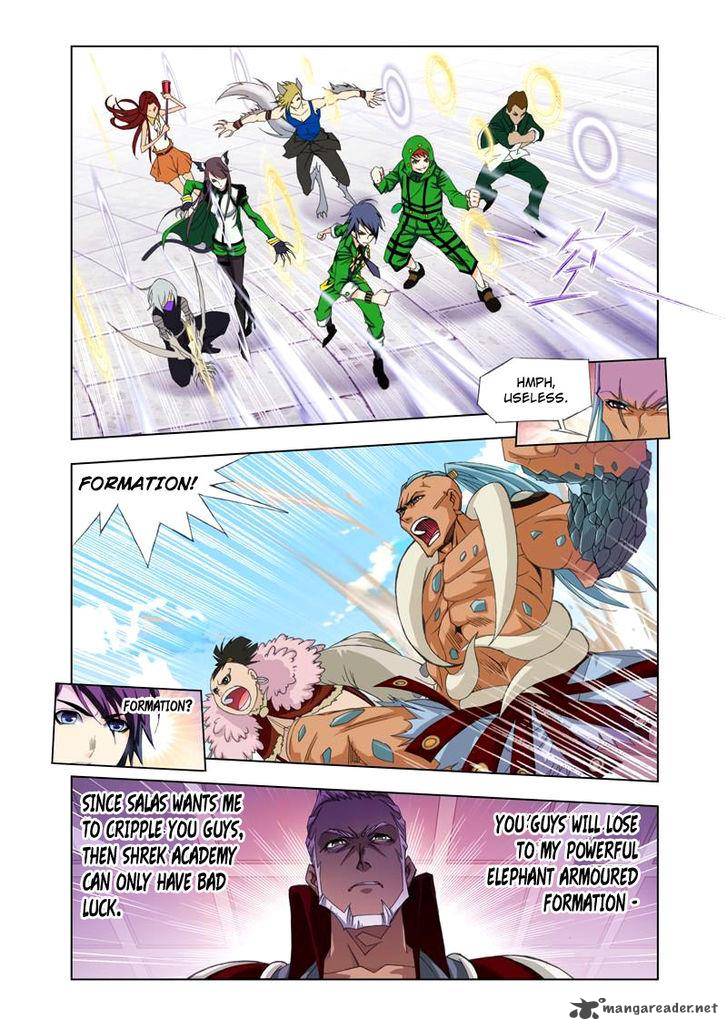 空
HMPH,
USELESS.
FORMATION!
FORMATION?
SINCE SALAS WANTS ME
TO CRIPPLE YOU GUYS,
THEN SHREK ACADEMY
CAN ONLY HAVE BAD
LUCK.
YOU GUYS WILL LOSE
TO MY POWERFUL
ELEPHANT ARMOURED
FORMATION -
mangareader.net